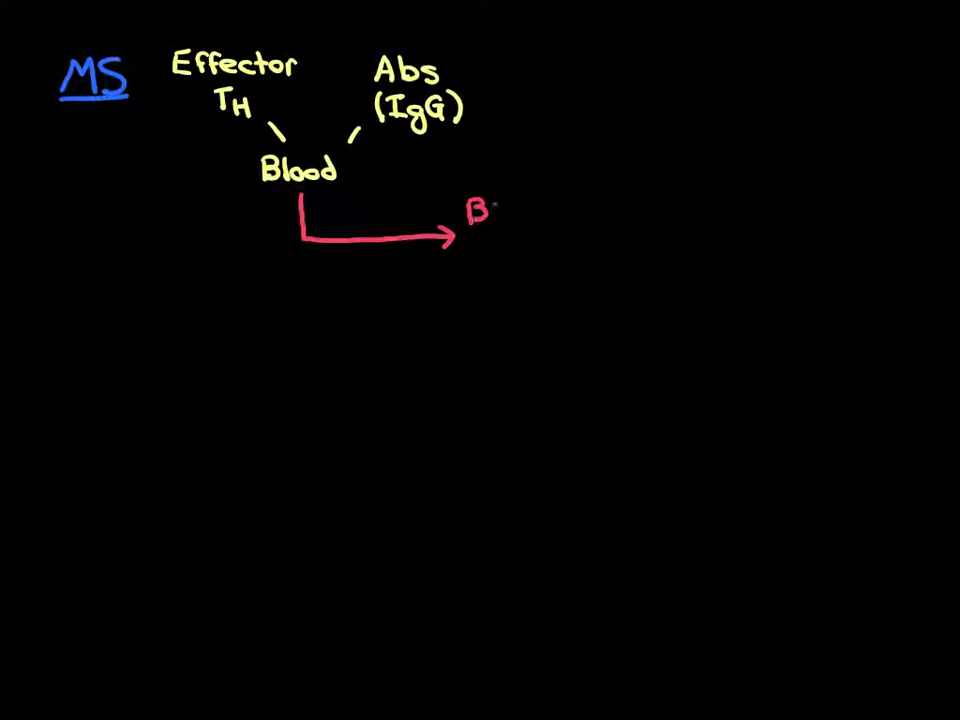 MS
Effector
TH
Abs
(IgG)
Blood
B